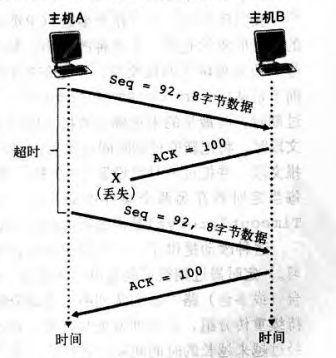 主机A
主机B
Seq = 92, 8字节数据
ACK = 100
超时
X
(丢失)
Seq = 92, 8字节数据
ACK = 100
时间
时间